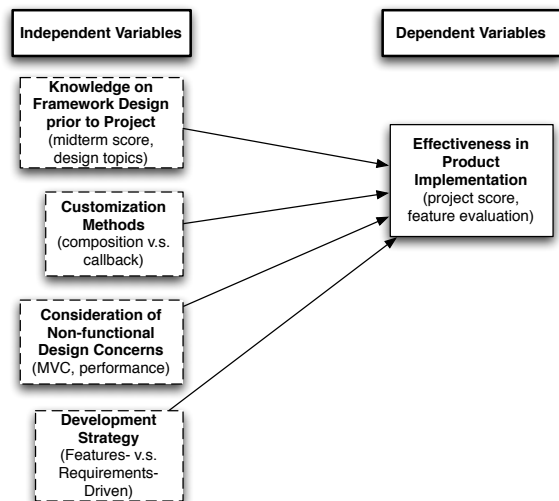 Independent Variables
Dependent Variables
Knowledge on
Framework Design
prior to Project
(midterm score,
design topics)
Customization
Methods
(composition v.s.
callback)
Consideration of
Non-functional
Design Concerns
(MVC, performance)
Development
Strategy
(Features- v.s.
Requirements-
Driven)
Effectiveness in
Product
Implementation
(project score,
feature evaluation)